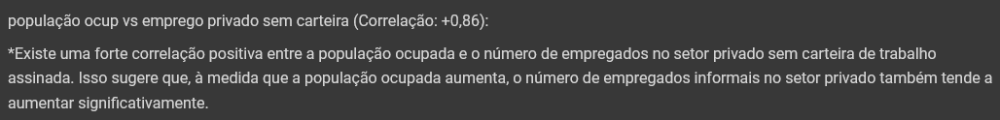 população ocup vs emprego privado sem carteira (Correlação: +0,86):
*Existe uma forte correlação positiva entre a população ocupada e o número de empregados no setor privado sem carteira de trabalho
assinada. Isso sugere que, à medida que a população ocupada aumenta, o número de empregados informais no setor privado também tende a
aumentar significativamente.